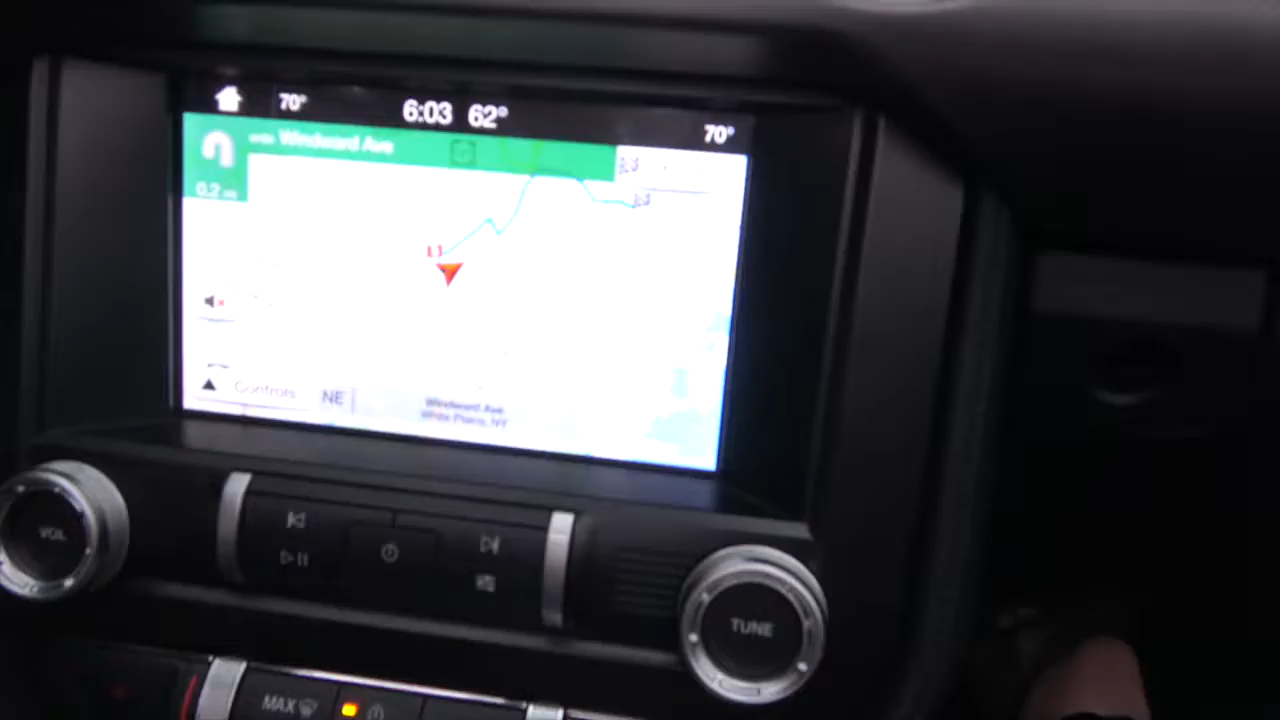 70°
6:03 62°
70°
Windward Ave
0.2
Controls
NE
Windward Ave
White Plains, NY
VOL
TUNE
MAX